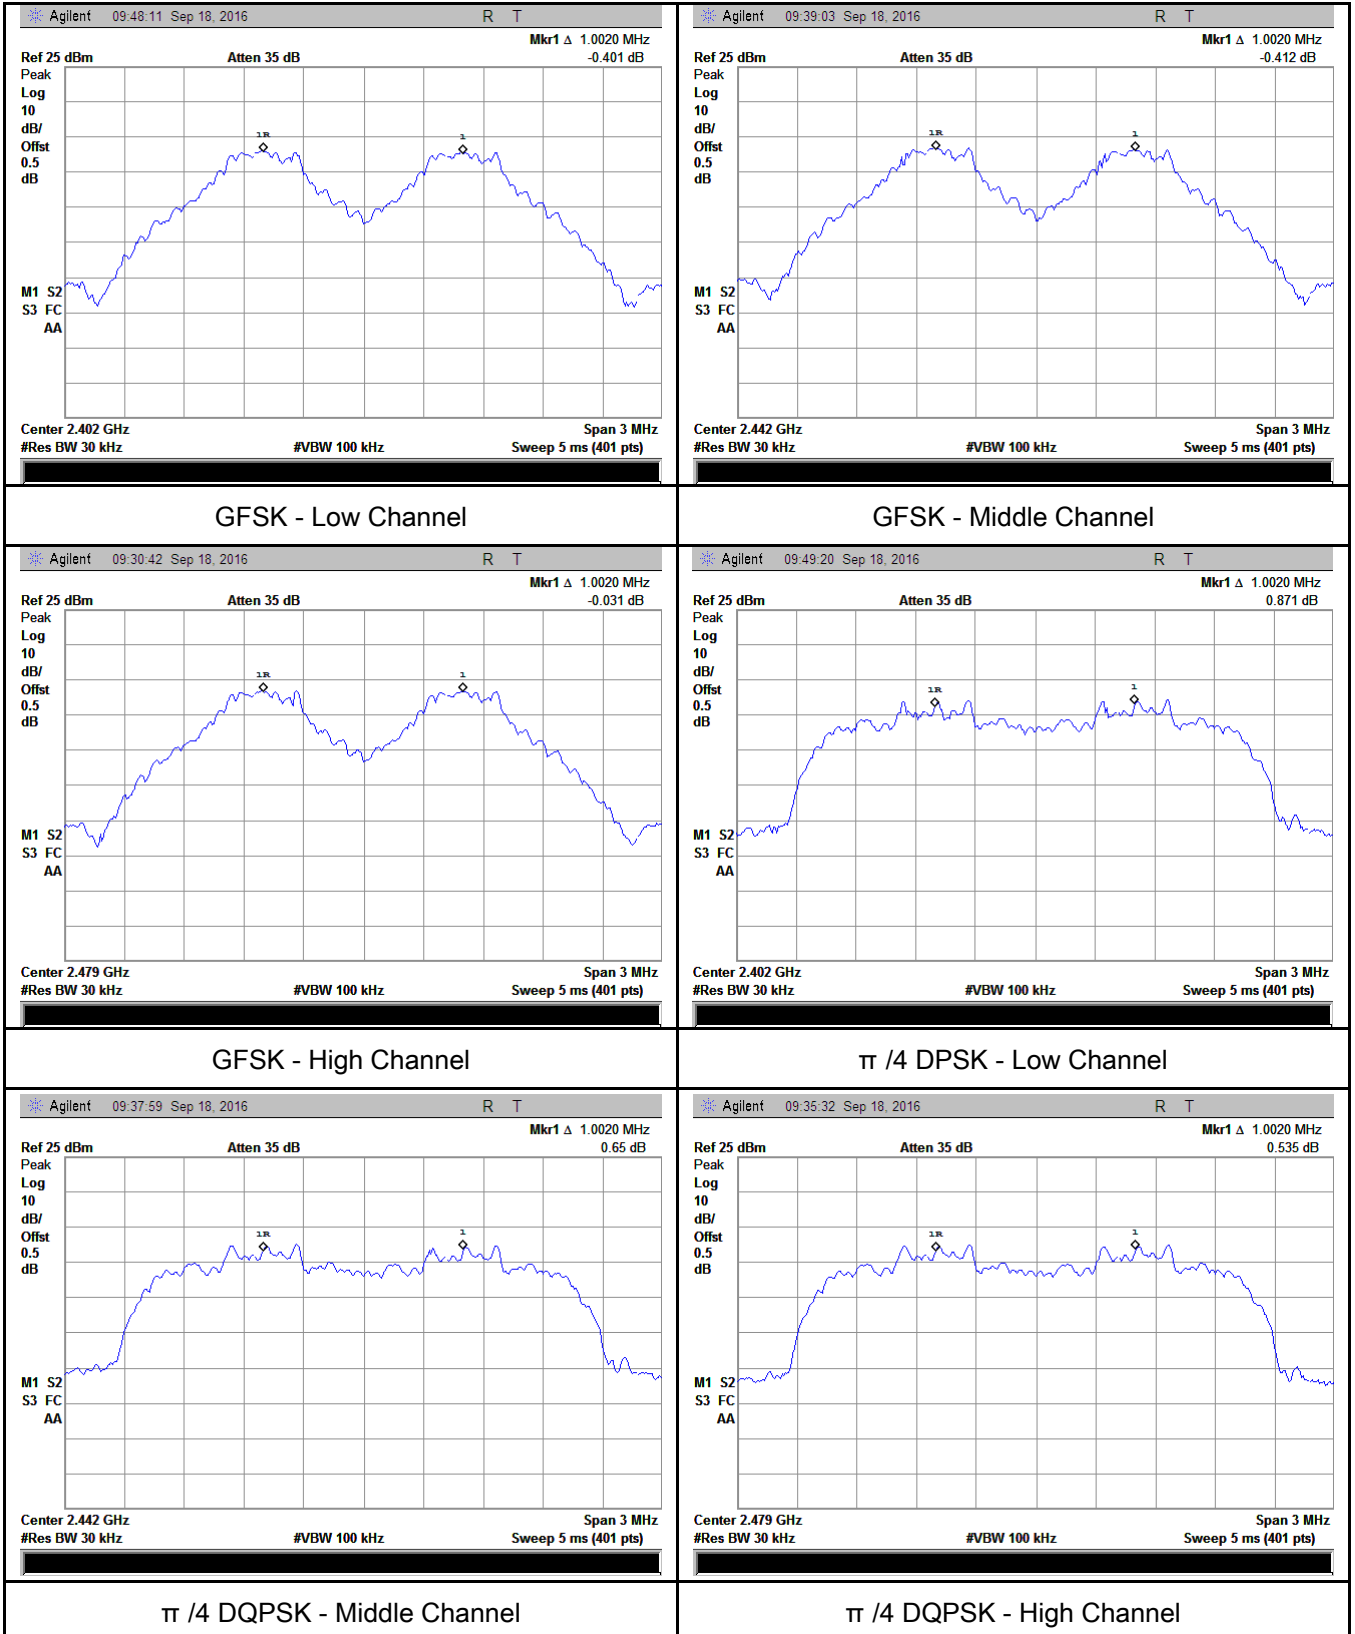 Agilent 09:48:11 Sep 18, 2016 R T
Mkr1 Δ 1.0020 MHz
Ref 25 dBm Atten 35 dB -0.401 dB
Peak
Log
10
dB/
Offst
0.5
dB
1R 1
M1 S2
S3 FC
AA
Center 2.402 GHz Span 3 MHz
#Res BW 30 kHz #VBW 100 kHz Sweep 5 ms (401 pts)
GFSK - Low Channel
Agilent 09:39:03 Sep 18, 2016 R T
Mkr1 Δ 1.0020 MHz
Ref 25 dBm Atten 35 dB -0.412 dB
Peak
Log
10
dB/
Offst
0.5
dB
1R 1
M1 S2
S3 FC
AA
Center 2.442 GHz Span 3 MHz
#Res BW 30 kHz #VBW 100 kHz Sweep 5 ms (401 pts)
GFSK - Middle Channel
Agilent 09:30:42 Sep 18, 2016 R T
Mkr1 Δ 1.0020 MHz
Ref 25 dBm Atten 35 dB -0.031 dB
Peak
Log
10
dB/
Offst
0.5
dB
1R 1
M1 S2
S3 FC
AA
Center 2.479 GHz Span 3 MHz
#Res BW 30 kHz #VBW 100 kHz Sweep 5 ms (401 pts)
GFSK - High Channel
Agilent 09:49:20 Sep 18, 2016 R T
Mkr1 Δ 1.0020 MHz
Ref 25 dBm Atten 35 dB 0.871 dB
Peak
Log
10
dB/
Offst
0.5
dB
1R 1
M1 S2
S3 FC
AA
Center 2.402 GHz Span 3 MHz
#Res BW 30 kHz #VBW 100 kHz Sweep 5 ms (401 pts)
π /4 DPSK - Low Channel
Agilent 09:37:59 Sep 18, 2016 R T
Mkr1 Δ 1.0020 MHz
Ref 25 dBm Atten 35 dB 0.65 dB
Peak
Log
10
dB/
Offst
0.5
dB
1R 1
M1 S2
S3 FC
AA
Center 2.442 GHz Span 3 MHz
#Res BW 30 kHz #VBW 100 kHz Sweep 5 ms (401 pts)
π /4 DQPSK - Middle Channel
Agilent 09:35:32 Sep 18, 2016 R T
Mkr1 Δ 1.0020 MHz
Ref 25 dBm Atten 35 dB 0.535 dB
Peak
Log
10
dB/
Offst
0.5
dB
1R 1
M1 S2
S3 FC
AA
Center 2.479 GHz Span 3 MHz
#Res BW 30 kHz #VBW 100 kHz Sweep 5 ms (401 pts)
π /4 DQPSK - High Channel